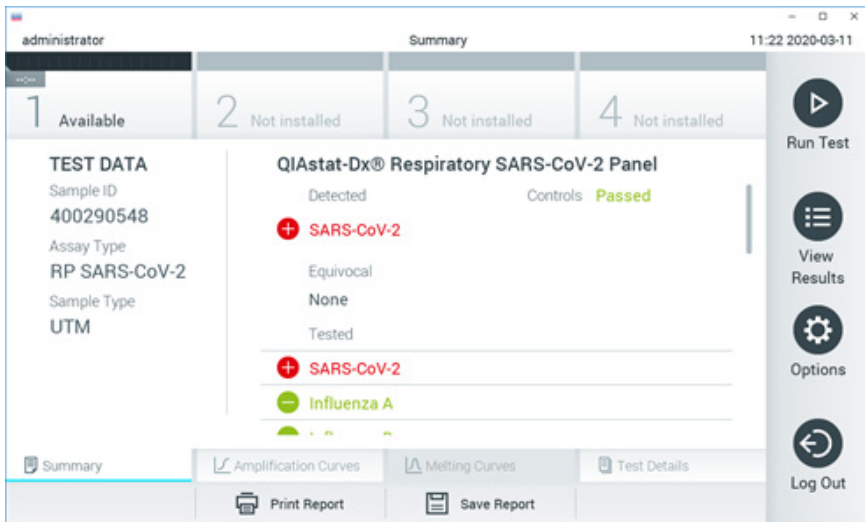 administrator Summary 11:22 2020-03-11
1 Available 2 Not installed 3 Not installed 4 Not installed
Run Test
TEST DATA
Sample ID
400290548
Assay Type
RP SARS-CoV-2
Sample Type
UTM
QIAstat-Dx® Respiratory SARS-CoV-2 Panel
Detected Controls Passed
SARS-CoV-2
Equivocal
None
Tested
SARS-CoV-2
Influenza A
View
Results
Options
Log Out
Summary Amplification Curves Melting Curves Test Details
Print Report Save Report